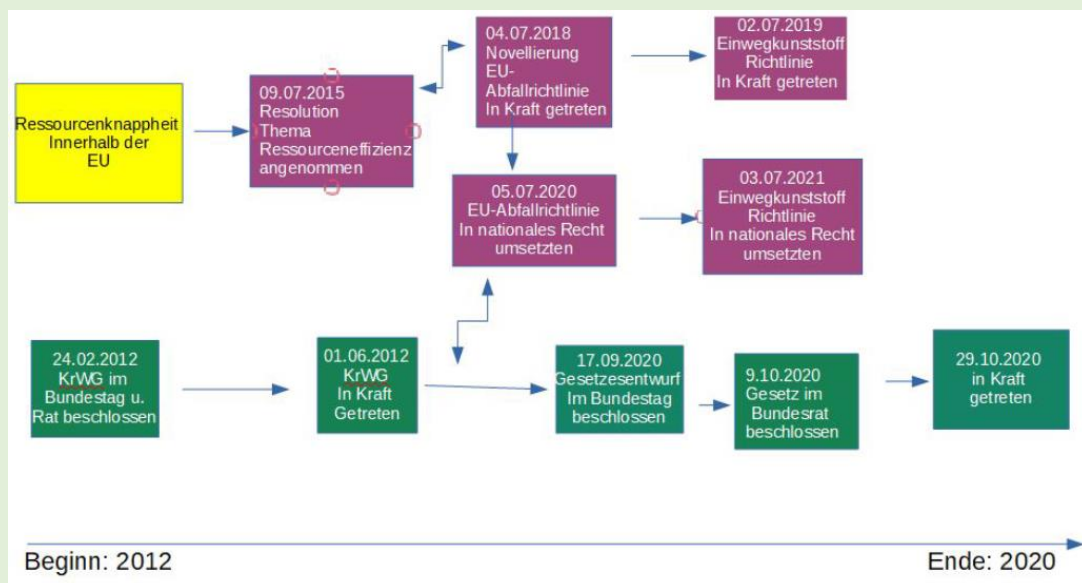 Ressourcenknappheit
Innerhalb der
EU
09.07.2015
Resolution
Thema
Ressourceneffizienz
angenommen
04.07.2018
Novellierung
EU-
Abfallrichtlinie
In Kraft getreten
02.07.2019
Einwegkunststoff
Richtlinie
In Kraft getreten
05.07.2020
EU-Abfallrichtlinie
In nationales Recht
umsetzten
03.07.2021
Einwegkunststoff
Richtlinie
In nationales Recht
umsetzten
24.02.2012
KrWG im
Bundestag u.
Rat beschlossen
01.06.2012
KrWG
In Kraft
Getreten
17.09.2020
Gesetzesentwurf
Im Bundestag
beschlossen
9.10.2020
Gesetz im
Bundesrat
beschlossen
29.10.2020
in Kraft
getreten
Beginn: 2012
Ende: 2020